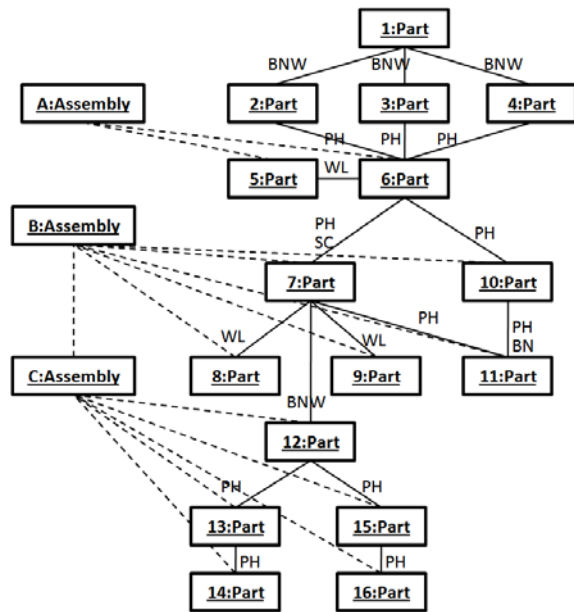 1:Part
BNW BNW BNW
A:Assembly 2:Part 3:Part 4:Part
PH PH PH
5:Part WL 6:Part
B:Assembly
PH PH
SC
7:Part 10:Part
PH PH
WL WL BN
C:Assembly 8:Part 9:Part 11:Part
BNW
12:Part
PH PH
13:Part 15:Part
PH PH
14:Part 16:Part